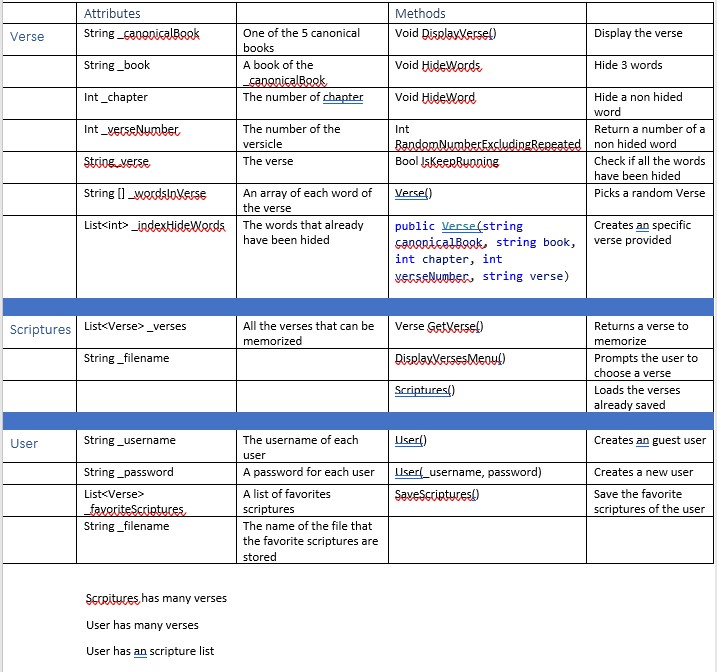 Attributes Methods
Verse String _canonicalBook One of the 5 canonical Void DisplayVerse() Display the verse
books
String _book A book of the Void HideWords Hide 3 words
_canonicalBook
Int _chapter The number of chapter Void HideWord Hide a non hided
word
Int _verseNumber The number of the Int Return a number of a
versicle RandomNumberExcludingRepeated non hided word
String_verse The verse Bool IsKeepRunning Check if all the words
have been hided
String [] _wordsInVerse An array of each word of Verse() Picks a random Verse
the verse
List<int> _indexHideWords The words that already public Verse(string Creates an specific
have been hided canonicalBook, string book, verse provided
int chapter, int
verseNumber, string verse)
Scriptures List<Verse> _verses All the verses that can be Verse GetVerse() Returns a verse to
memorized memorize
String _filename DisplayVersesMenu() Prompts the user to
choose a verse
Scriptures() Loads the verses
already saved
User String _username The username of each User() Creates an guest user
user
String _password A password for each user User(_username, password) Creates a new user
List<Verse> A list of favorites SaveScriptures() Save the favorite
_favoriteScriptures scriptures scriptures of the user
String _filename The name of the file that
the favorite scriptures are
stored
Scrpitures has many verses
User has many verses
User has an scripture list